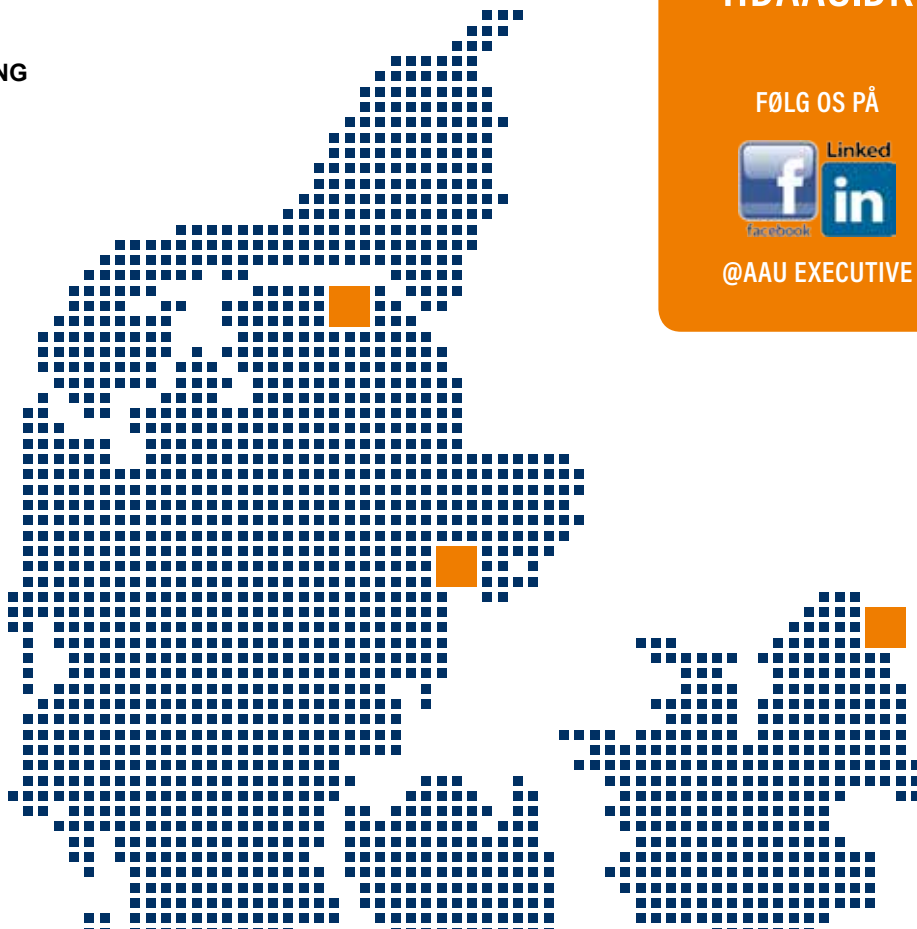 NG
FØLG OS PÅ
Linked
in
f
facebook
@AAU EXECUTIVE